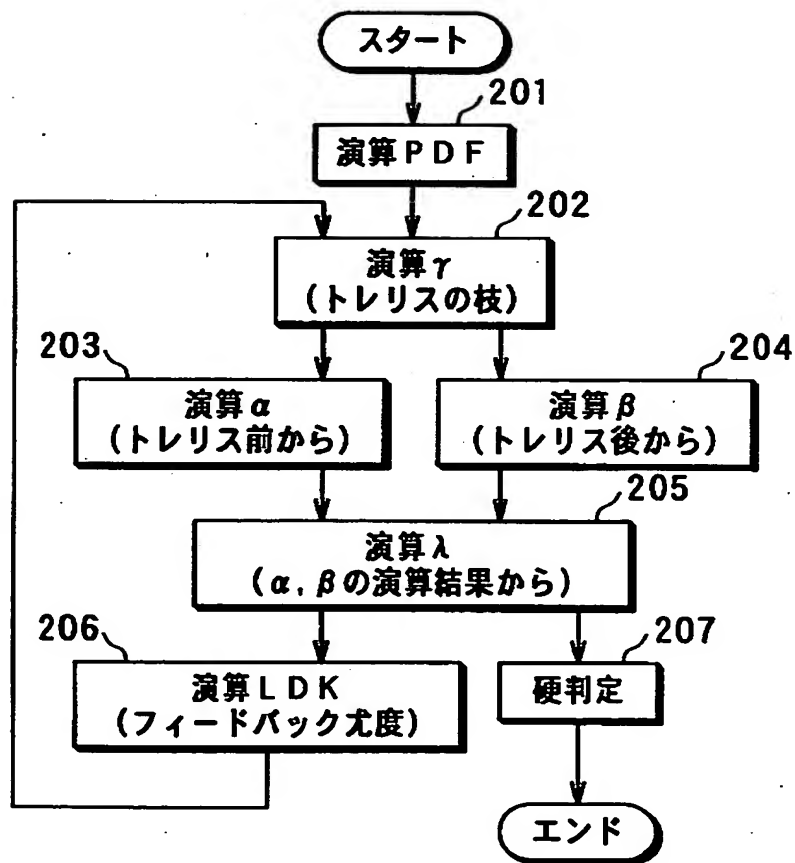 スタート
201
演算PDF
202
演算γ
(トレリスの枝)
203
演算α
(トレリス前から)
204
演算β
(トレリス後から)
205
演算λ
(α,βの演算結果から)
206
演算LDK
(フィードバック尤度)
207
硬判定
エンド